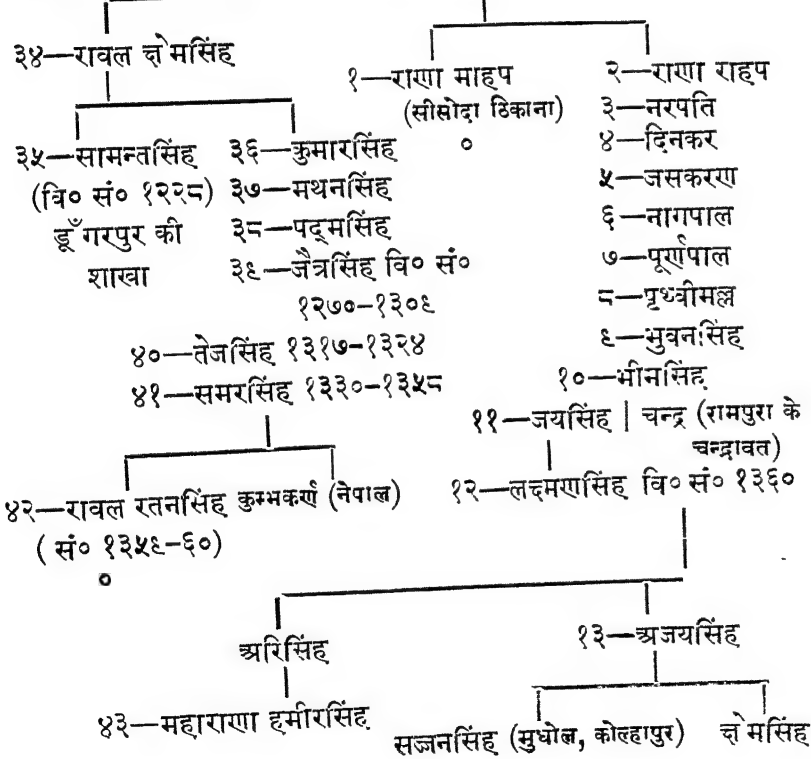 ३४—रावल क्षेमसिंह
१—राणा माहप
(सीसोदा ठिकाना)
०
२—राणा राहप
३—नरपति
४—दिनकर
५—जसकरण
६—नागपाल
७—पूर्णपाल
८—पृथ्वीमल्ल
९—भुवनसिंह
३५—सामन्तसिंह
(वि० सं० १२२८)
डूँगरपुर की
शाखा
३६—कुमारसिंह
३७—मथनसिंह
३८—पद्मसिंह
३९—जैत्रसिंह वि० सं०
१२७०-१३०९
४०—तेजसिंह १३१७-१३२४
४१—समरसिंह १३३०-१३५८
१०—भीनसिंह
११—जयसिंह | चन्द्र (रामपुरा के
चन्द्रावत)
४२—रावल रतनसिंह कुम्भकर्ण (नेपाल)
(सं० १३५९-६०)
०
१२—लक्ष्मणसिंह वि० सं० १३६०
अरिसिंह
१३—अजयसिंह
४३—महाराणा हमीरसिंह
सज्जनसिंह (मुधोल, कोल्हापुर) क्षेमसिंह